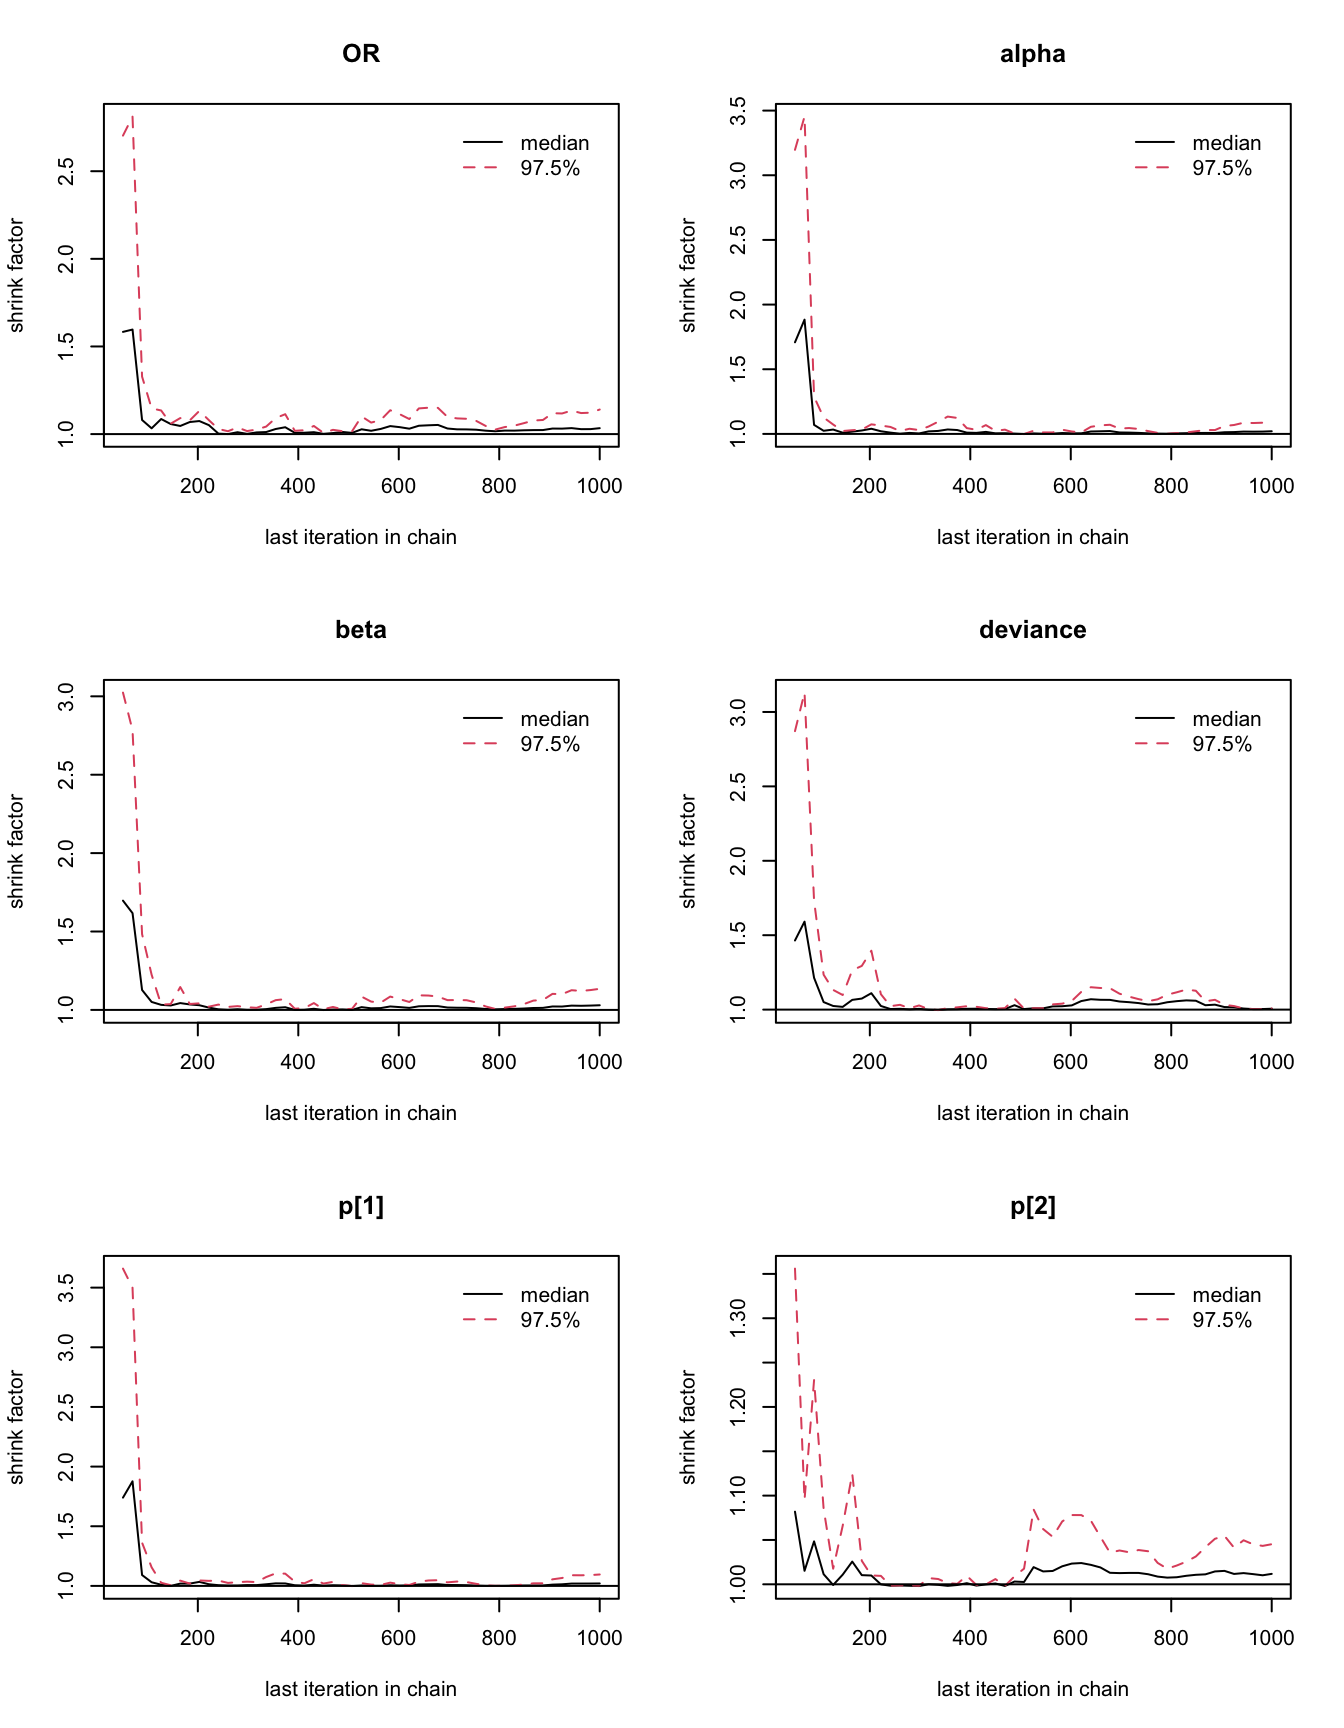 OR
median
97.5%
shrink factor
1.0 1.5 2.0 2.5
200 400 600 800 1000
last iteration in chain
alpha
median
97.5%
shrink factor
1.0 1.5 2.0 2.5 3.0 3.5
200 400 600 800 1000
last iteration in chain
beta
median
97.5%
shrink factor
1.0 1.5 2.0 2.5 3.0
200 400 600 800 1000
last iteration in chain
deviance
median
97.5%
shrink factor
1.0 1.5 2.0 2.5 3.0
200 400 600 800 1000
last iteration in chain
p[1]
median
97.5%
shrink factor
1.0 1.5 2.0 2.5 3.0 3.5
200 400 600 800 1000
last iteration in chain
p[2]
median
97.5%
shrink factor
1.00 1.10 1.20 1.30
200 400 600 800 1000
last iteration in chain